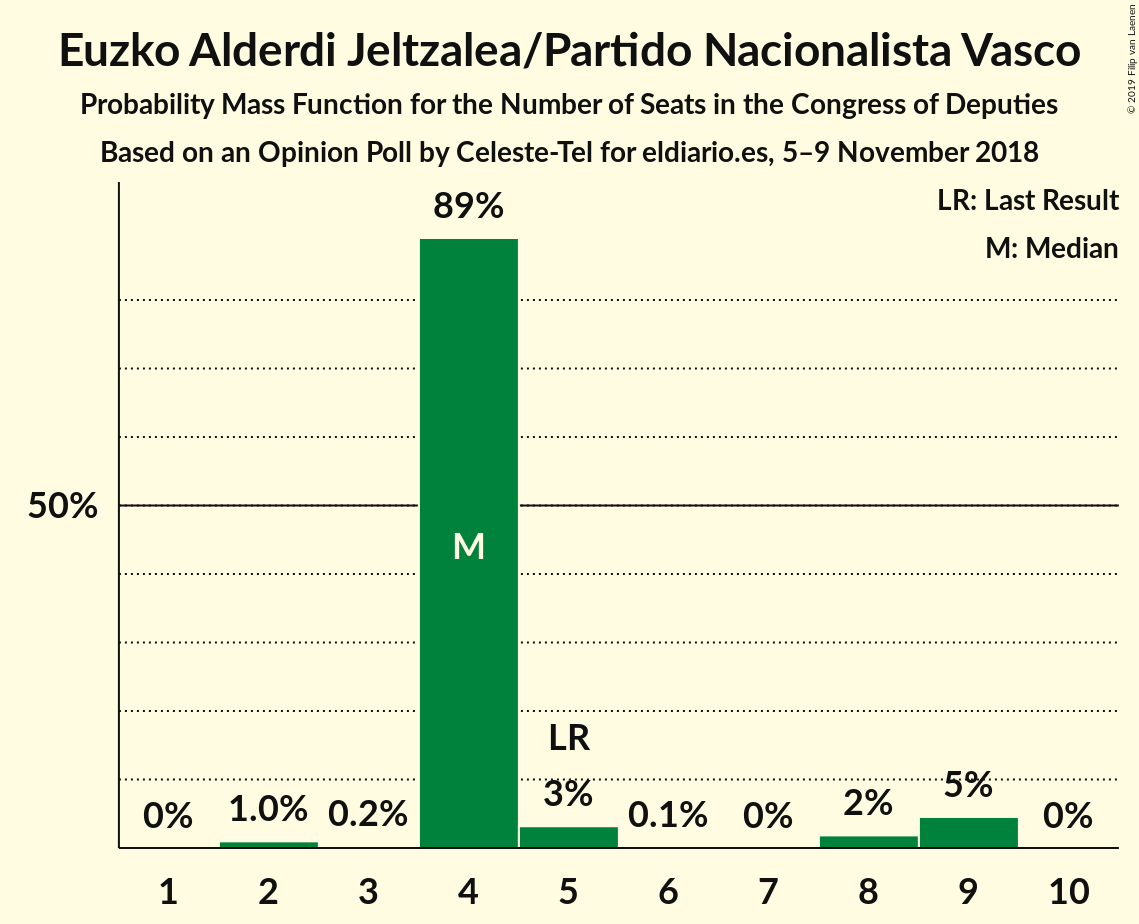 Euzko Alderdi Jeltzalea/Partido Nacionalista Vasco
Probability Mass Function for the Number of Seats in the Congress of Deputies
Based on an Opinion Poll by Celeste-Tel for eldiario.es, 5–9 November 2018
© 2019 Filip van Laenen
LR: Last Result
M: Median
89%
50%
M
LR
0%
1.0%
0.2%
3%
0.1%
0%
2%
5%
0%
1 2 3 4 5 6 7 8 9 10